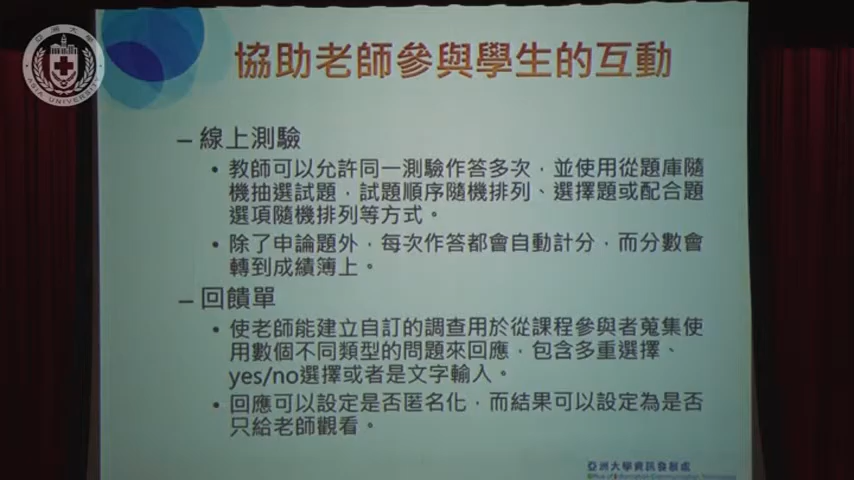 亞洲大學
ASIA UNIVERSITY
協助老師參與學生的互動
– 線上測驗
• 教師可以允許同一測驗作答多次，並使用從題庫隨
機抽選試題，試題順序隨機排列、選擇題或配合題
選項隨機排列等方式。
• 除了申論題外，每次作答都會自動計分，而分數會
轉到成績簿上。
– 回饋單
• 使老師能建立自訂的調查用於從課程參與者蒐集使
用數個不同類型的問題來回應，包含多重選擇、
yes/no選擇或者是文字輸入。
• 回應可以設定是否匿名化，而結果可以設定為是否
只給老師觀看。
亞洲大學資訊發展處